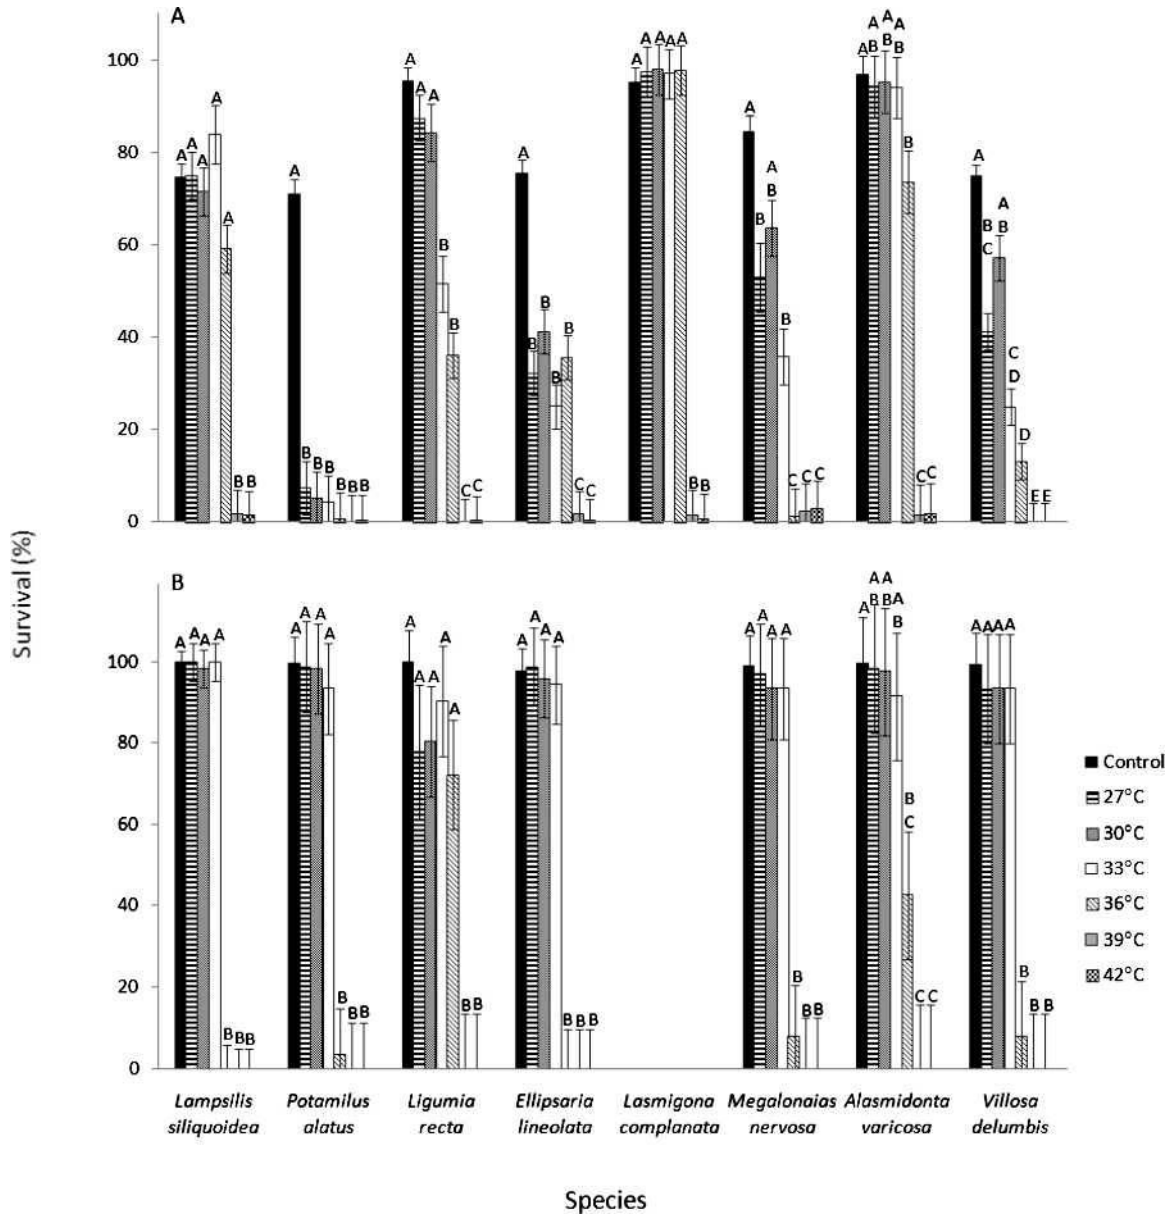 A
100
80
60
40
20
0
A A A A A B B
A B B B B B B
A A A B B C C
A B B B B C C
A A A A A B B
A B A B B C C C
A A B A B A B B C C
A B C A B C D D E E
Survival (%)
B
100
80
60
40
20
0
A A A A B B B
A A A A B B B
A A A A A B B
A A A A B B B
A A A A B B B
A A B A B A B B C C C
A A A A B B B
Control
27°C
30°C
33°C
36°C
39°C
42°C
Lampsilis Potamilus Ligumia Ellipsaria Lasmigona Megalonaias Alasmidonta Villosa
siliquoidea alatus recta lineolata complanata nervosa varicosa delumbis
Species